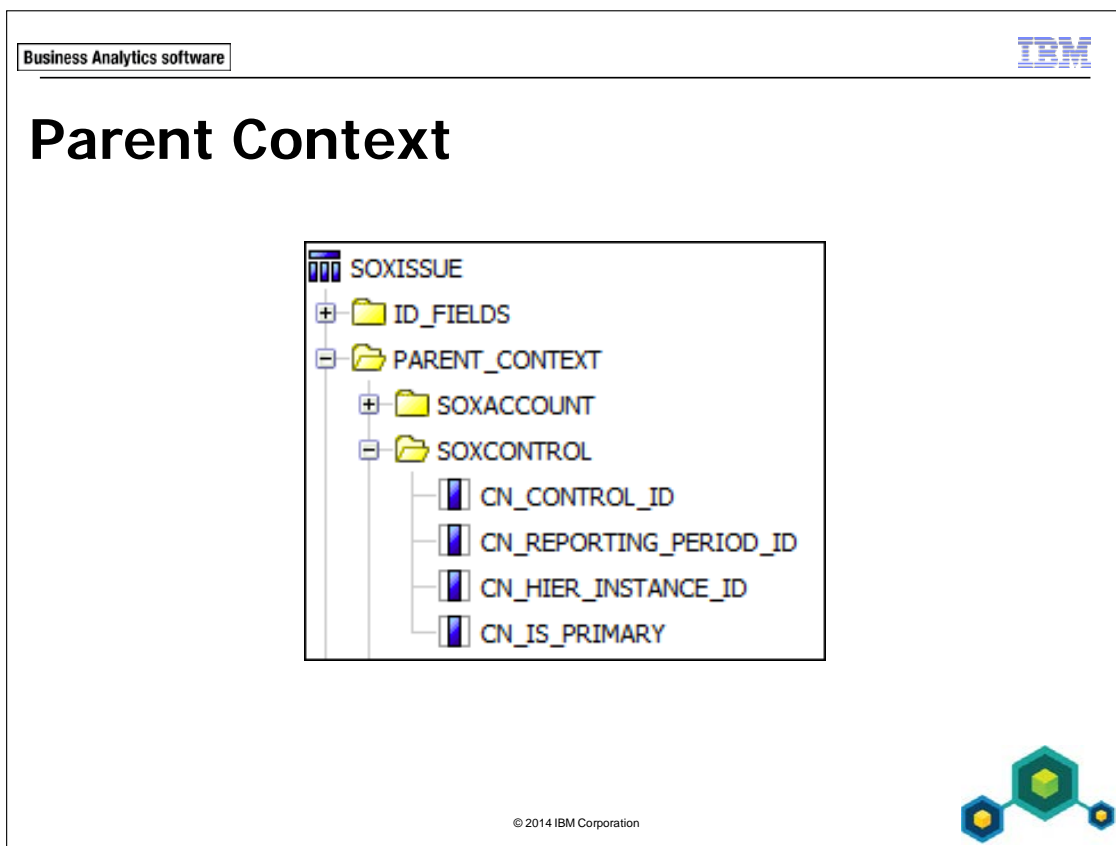 Business Analytics software
IBM
Parent Context
SOXISSUE
ID_FIELDS
PARENT_CONTEXT
SOXACCOUNT
SOXCONTROL
CN_CONTROL_ID
CN_REPORTING_PERIOD_ID
CN_HIER_INSTANCE_ID
CN_IS_PRIMARY
© 2014 IBM Corporation